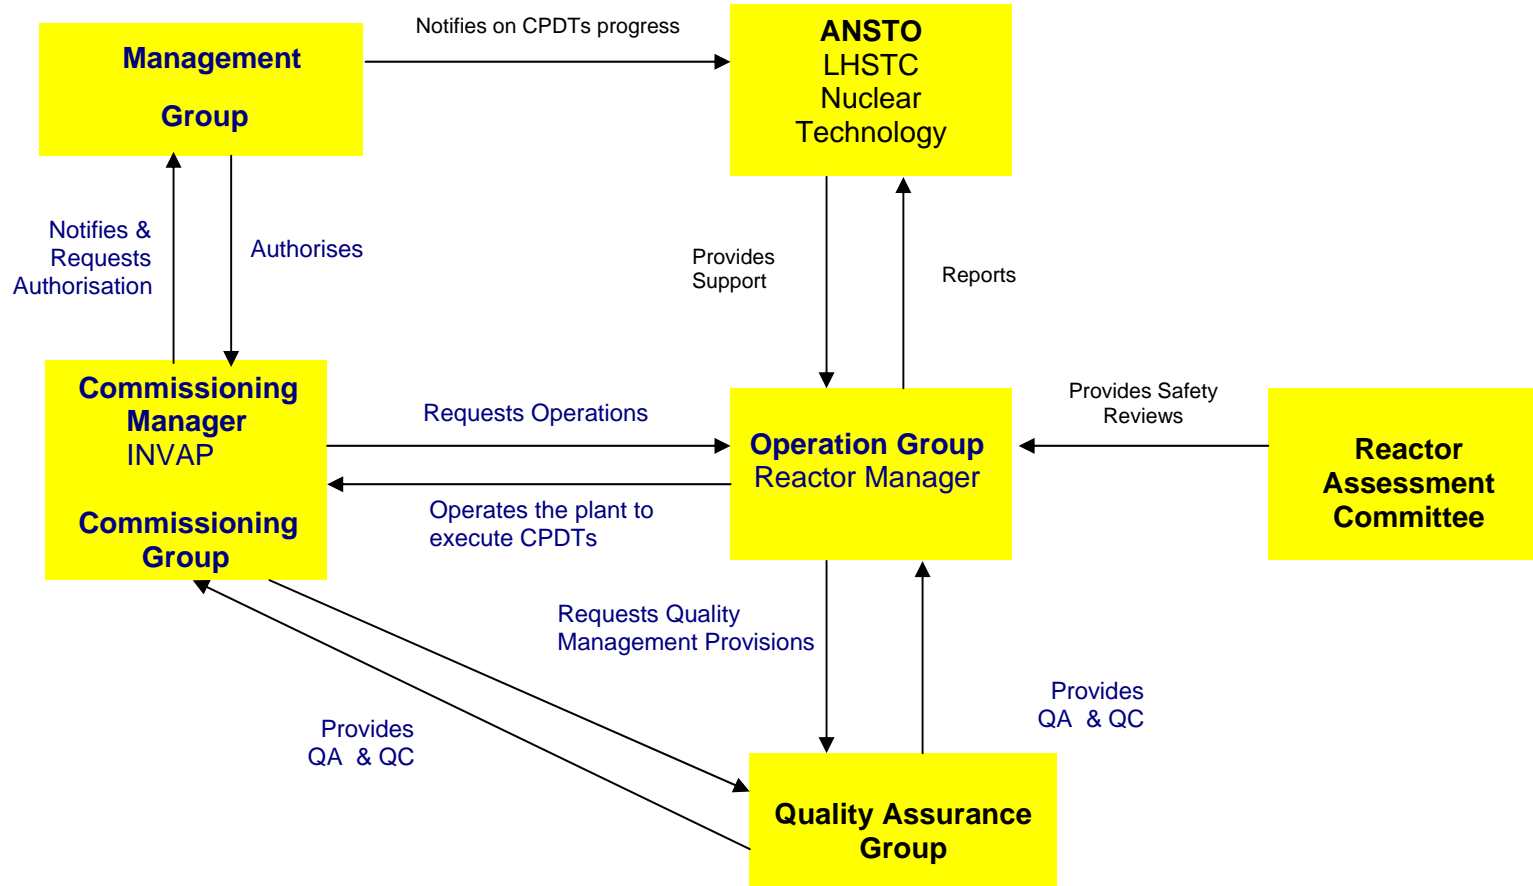 Management
Group
Notifies on CPDTs progress
ANSTO
LHSTC
Nuclear
Technology
Notifies &
Requests
Authorisation
Authorises
Provides
Support
Reports
Commissioning
Manager
INVAP
Commissioning
Group
Requests Operations
Operates the plant to
execute CPDTs
Operation Group
Reactor Manager
Provides Safety
Reviews
Reactor
Assessment
Committee
Requests Quality
Management Provisions
Provides
QA & QC
Provides
QA & QC
Quality Assurance
Group